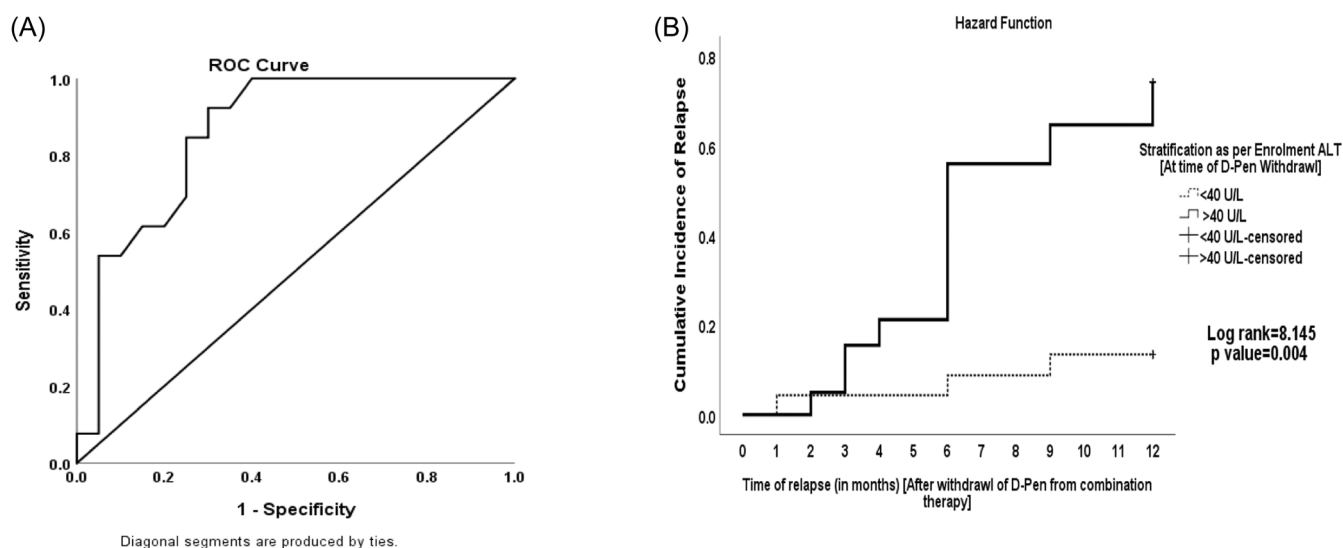 (A)
ROC Curve
1.0
0.8
0.6
0.4
0.2
0.0
Sensitivity
0.0 0.2 0.4 0.6 0.8 1.0
1 - Specificity
Diagonal segments are produced by ties.
(B)
Hazard Function
0.8
0.6
0.4
0.2
0.0
Cumulative Incidence of Relapse
0 1 2 3 4 5 6 7 8 9 10 11 12
Time of relapse (in months) [After withdrawl of D-Pen from combination
therapy]
Stratification as per Enrolment ALT
[At time of D-Pen Withdrawl]
<40 U/L
>40 U/L
<40 U/L-censored
>40 U/L-censored
Log rank=8.145
p value=0.004